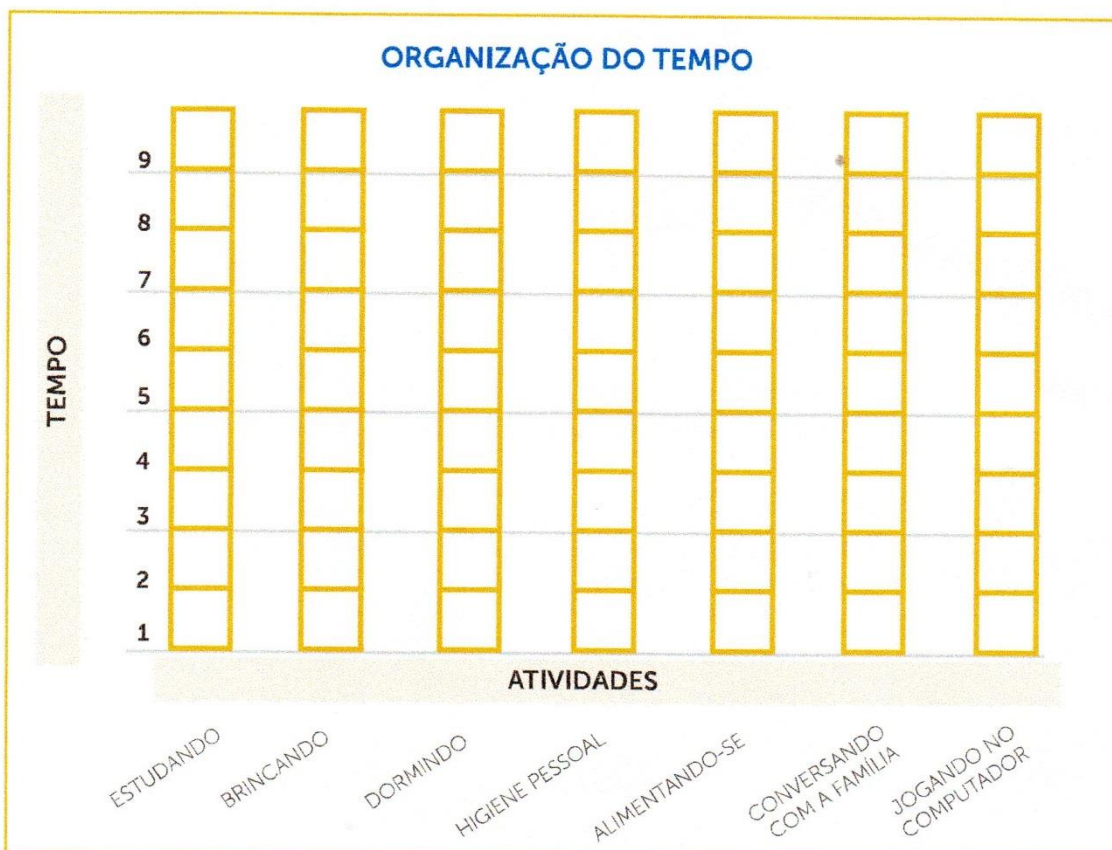 ORGANIZAÇÃO DO TEMPO
TEMPO
9
8
7
6
5
4
3
2
1
ATIVIDADES
ESTUDANDO
BRINCANDO
DORMINDO
HIGIENE PESSOAL
ALIMENTANDO-SE
CONVERSANDO
COM A FAMÍLIA
JOGANDO NO
COMPUTADOR